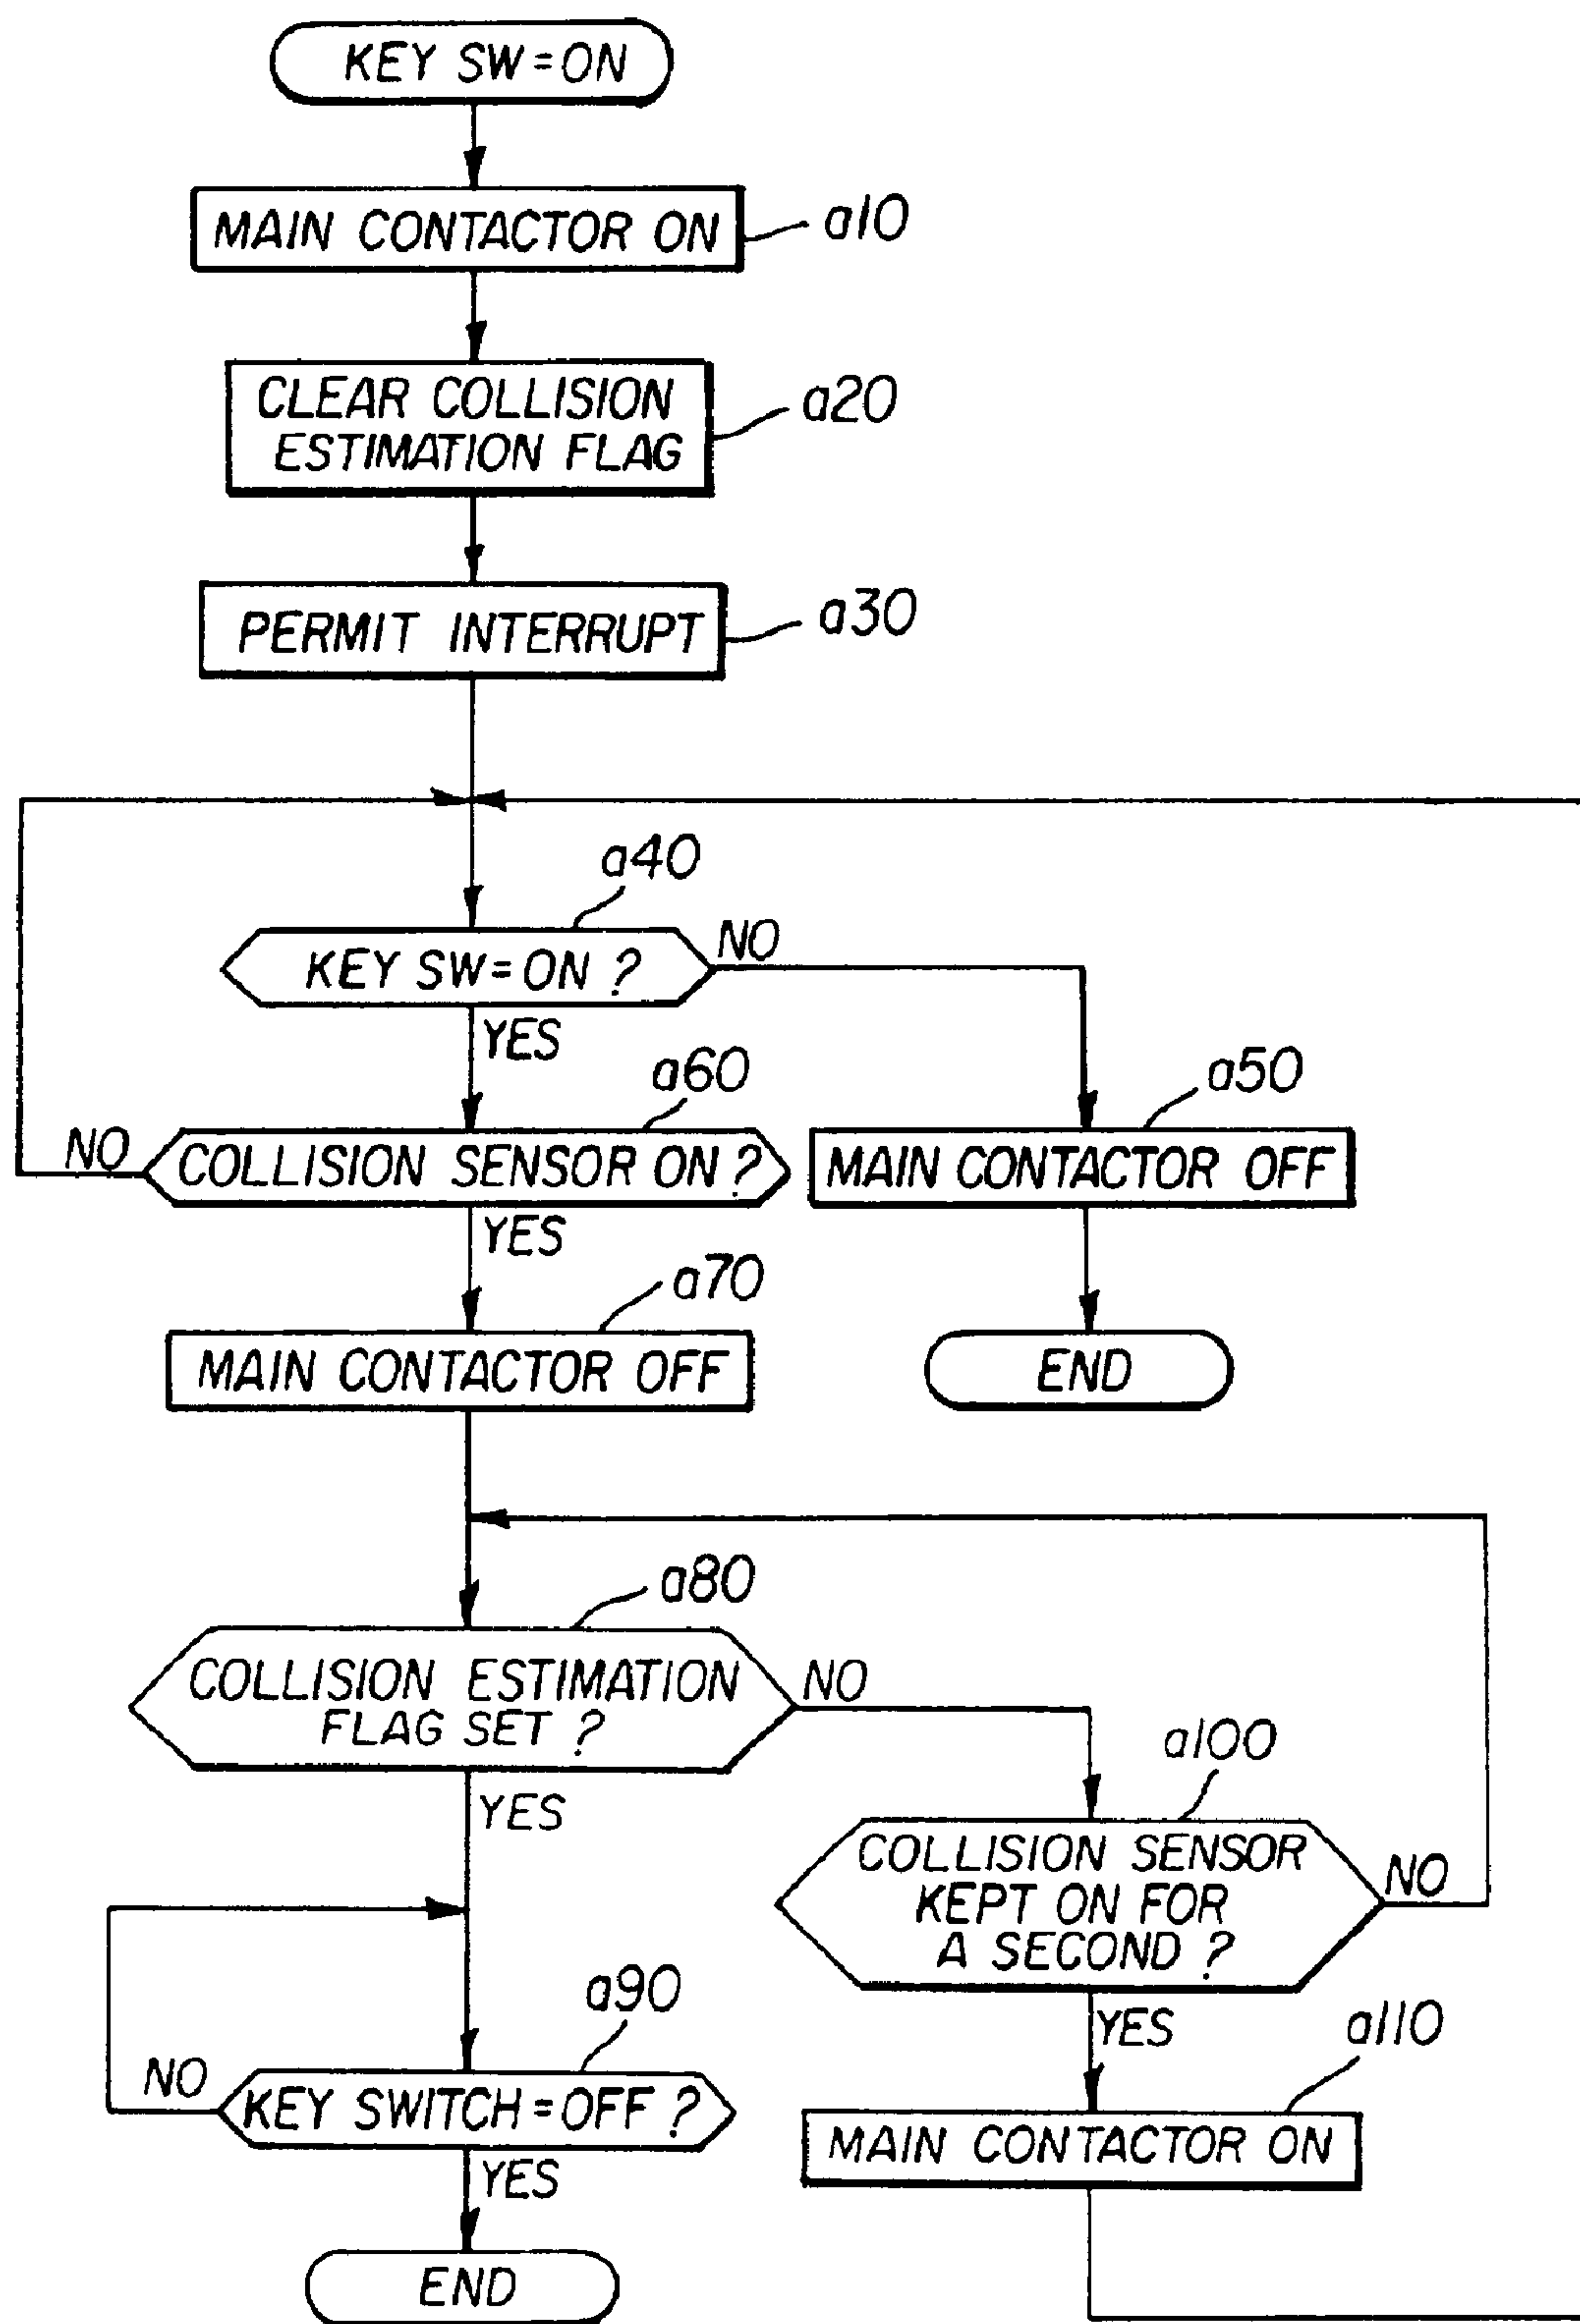 KEY SW=ON
MAIN CONTACTOR ON
a10
CLEAR COLLISION
ESTIMATION FLAG
a20
PERMIT INTERRUPT
a30
a40
KEY SW=ON ?
NO
YES
a60
a50
NO
COLLISION SENSOR ON ?
MAIN CONTACTOR OFF
YES
a70
MAIN CONTACTOR OFF
END
a80
COLLISION ESTIMATION
FLAG SET ?
NO
YES
a100
COLLISION SENSOR
KEPT ON FOR
A SECOND ?
NO
YES
a90
NO
KEY SWITCH=OFF ?
YES
a110
MAIN CONTACTOR ON
END